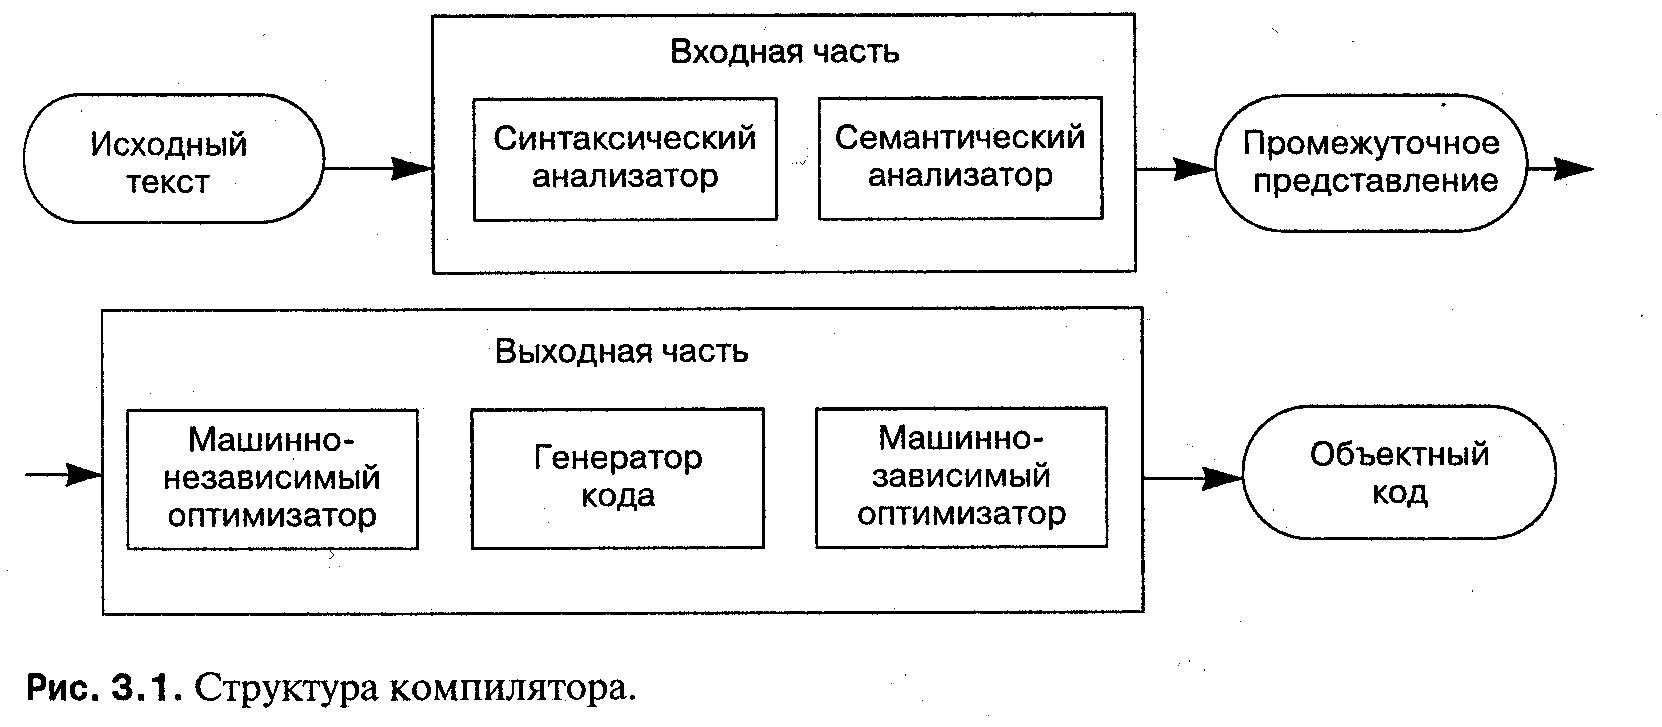 Входная часть
Исходный
текст
Синтаксический
анализатор
Семантический
анализатор
Промежуточное
представление
Выходная часть
Машинно-
независимый
оптимизатор
Генератор
кода
Машинно-
зависимый
оптимизатор
Объектный
код
Рис. 3.1. Структура компилятора.